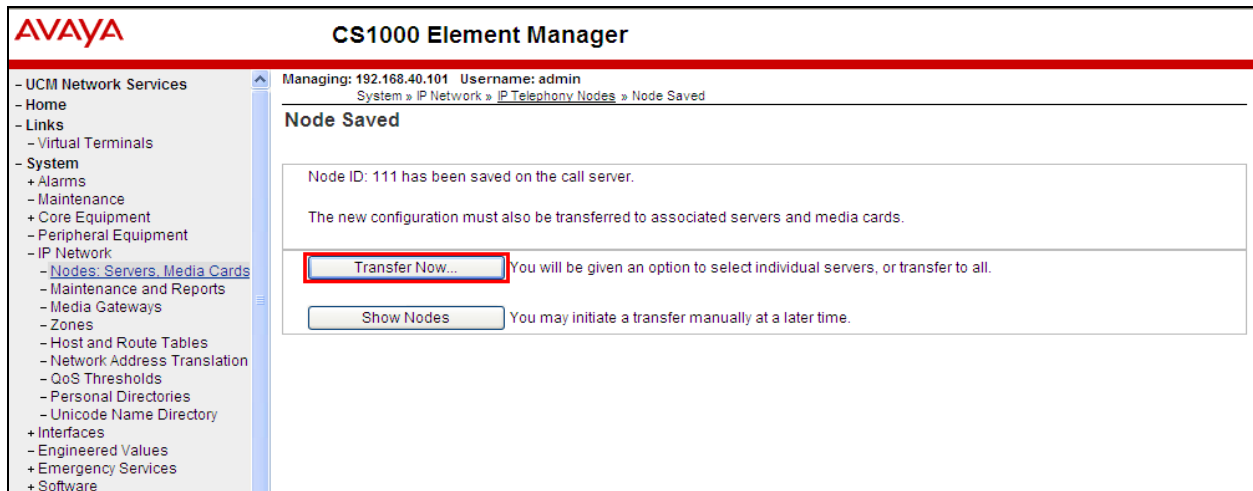 AVAYA
CS1000 Element Manager
- UCM Network Services
- Home
- Links
- Virtual Terminals
- System
+ Alarms
- Maintenance
+ Core Equipment
- Peripheral Equipment
- IP Network
- Nodes: Servers, Media Cards
- Maintenance and Reports
- Media Gateways
- Zones
- Host and Route Tables
- Network Address Translation
- QoS Thresholds
- Personal Directories
- Unicode Name Directory
+ Interfaces
- Engineered Values
+ Emergency Services
+ Software
Managing: 192.168.40.101 Username: admin
System » IP Network » IP Telephony Nodes » Node Saved
Node Saved
Node ID: 111 has been saved on the call server.
The new configuration must also be transferred to associated servers and media cards.
Transfer Now... You will be given an option to select individual servers, or transfer to all.
Show Nodes You may initiate a transfer manually at a later time.